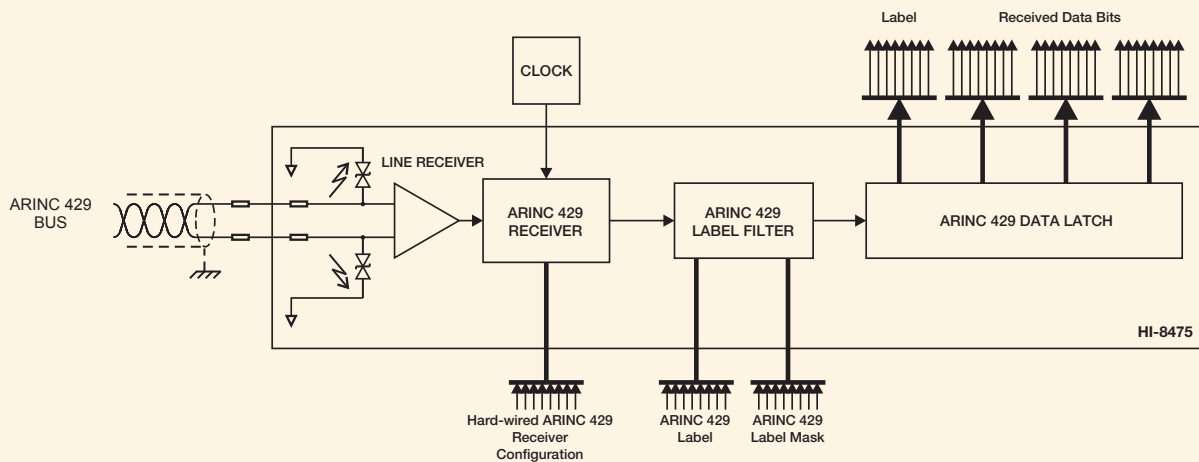 Label
Received Data Bits
CLOCK
LINE RECEIVER
ARINC 429
BUS
ARINC 429
RECEIVER
ARINC 429
LABEL FILTER
ARINC 429 DATA LATCH
HI-8475
Hard-wired ARINC 429
Receiver
Configuration
ARINC 429
Label
ARINC 429
Label Mask